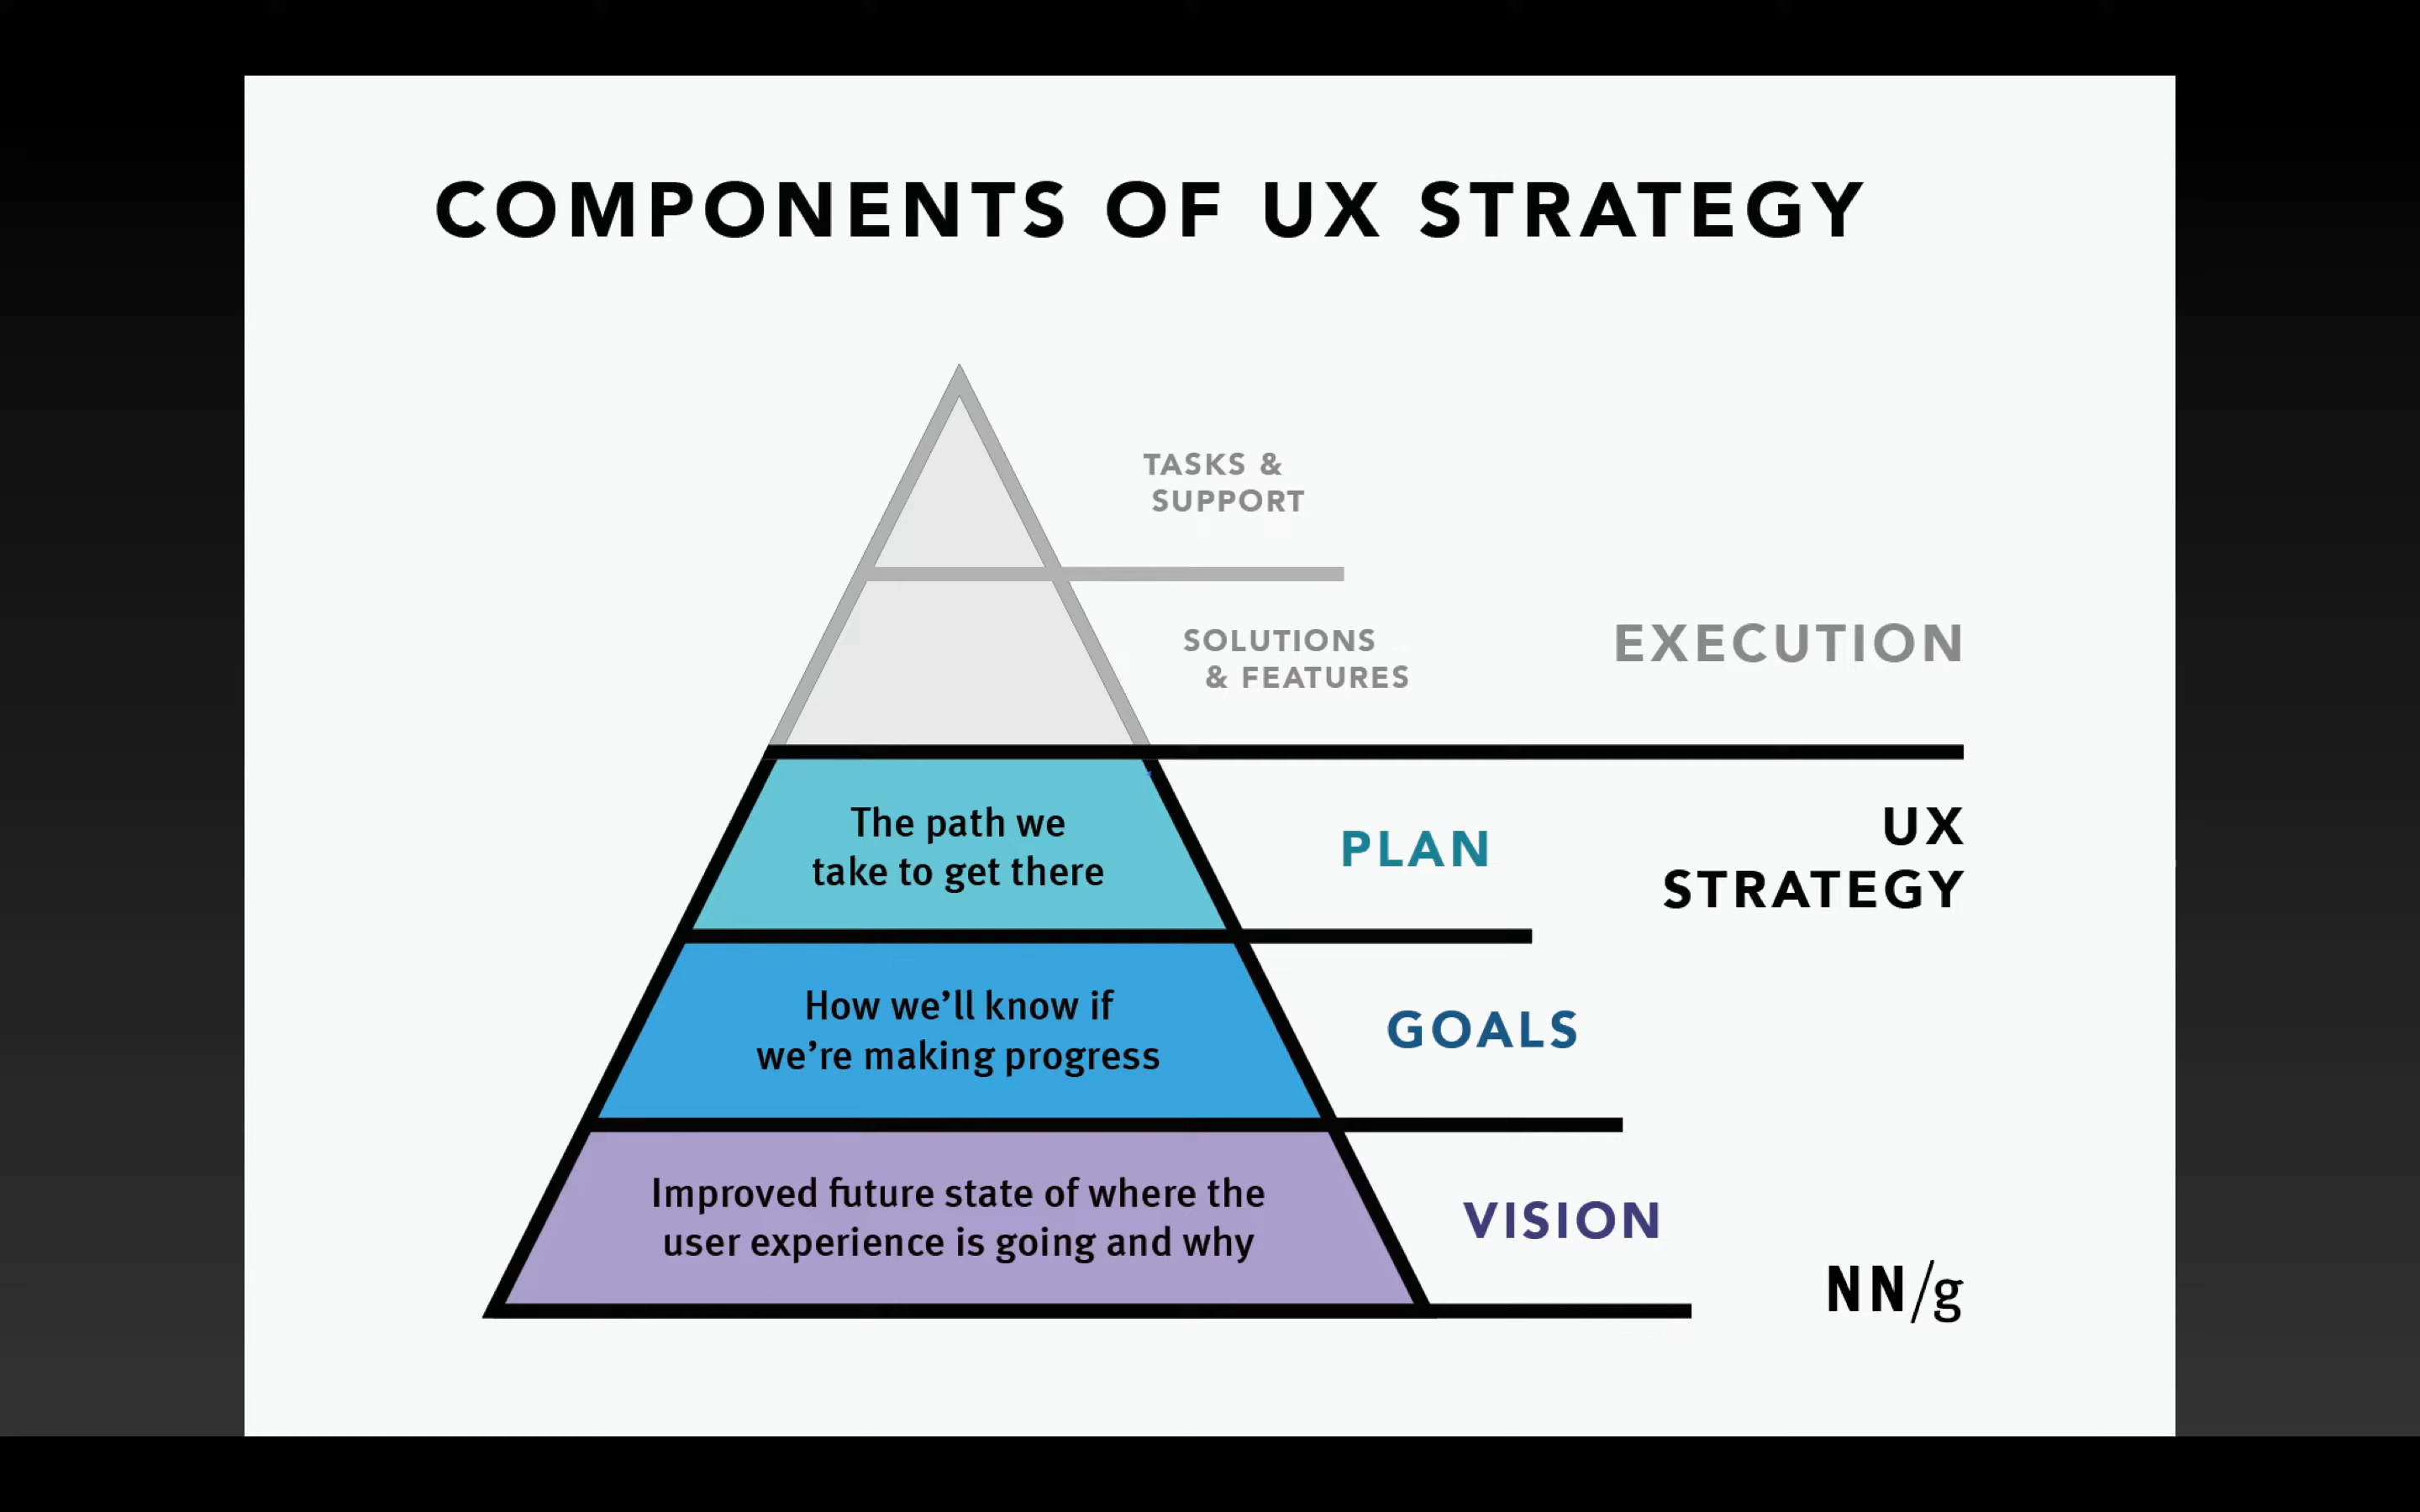 COMPONENTS OF UX STRATEGY
TASKS &
SUPPORT
SOLUTIONS
& FEATURES
EXECUTION
The path we
take to get there
PLAN
UX
STRATEGY
How we’ll know if
we’re making progress
GOALS
Improved future state of where the
user experience is going and why
VISION
NN/g